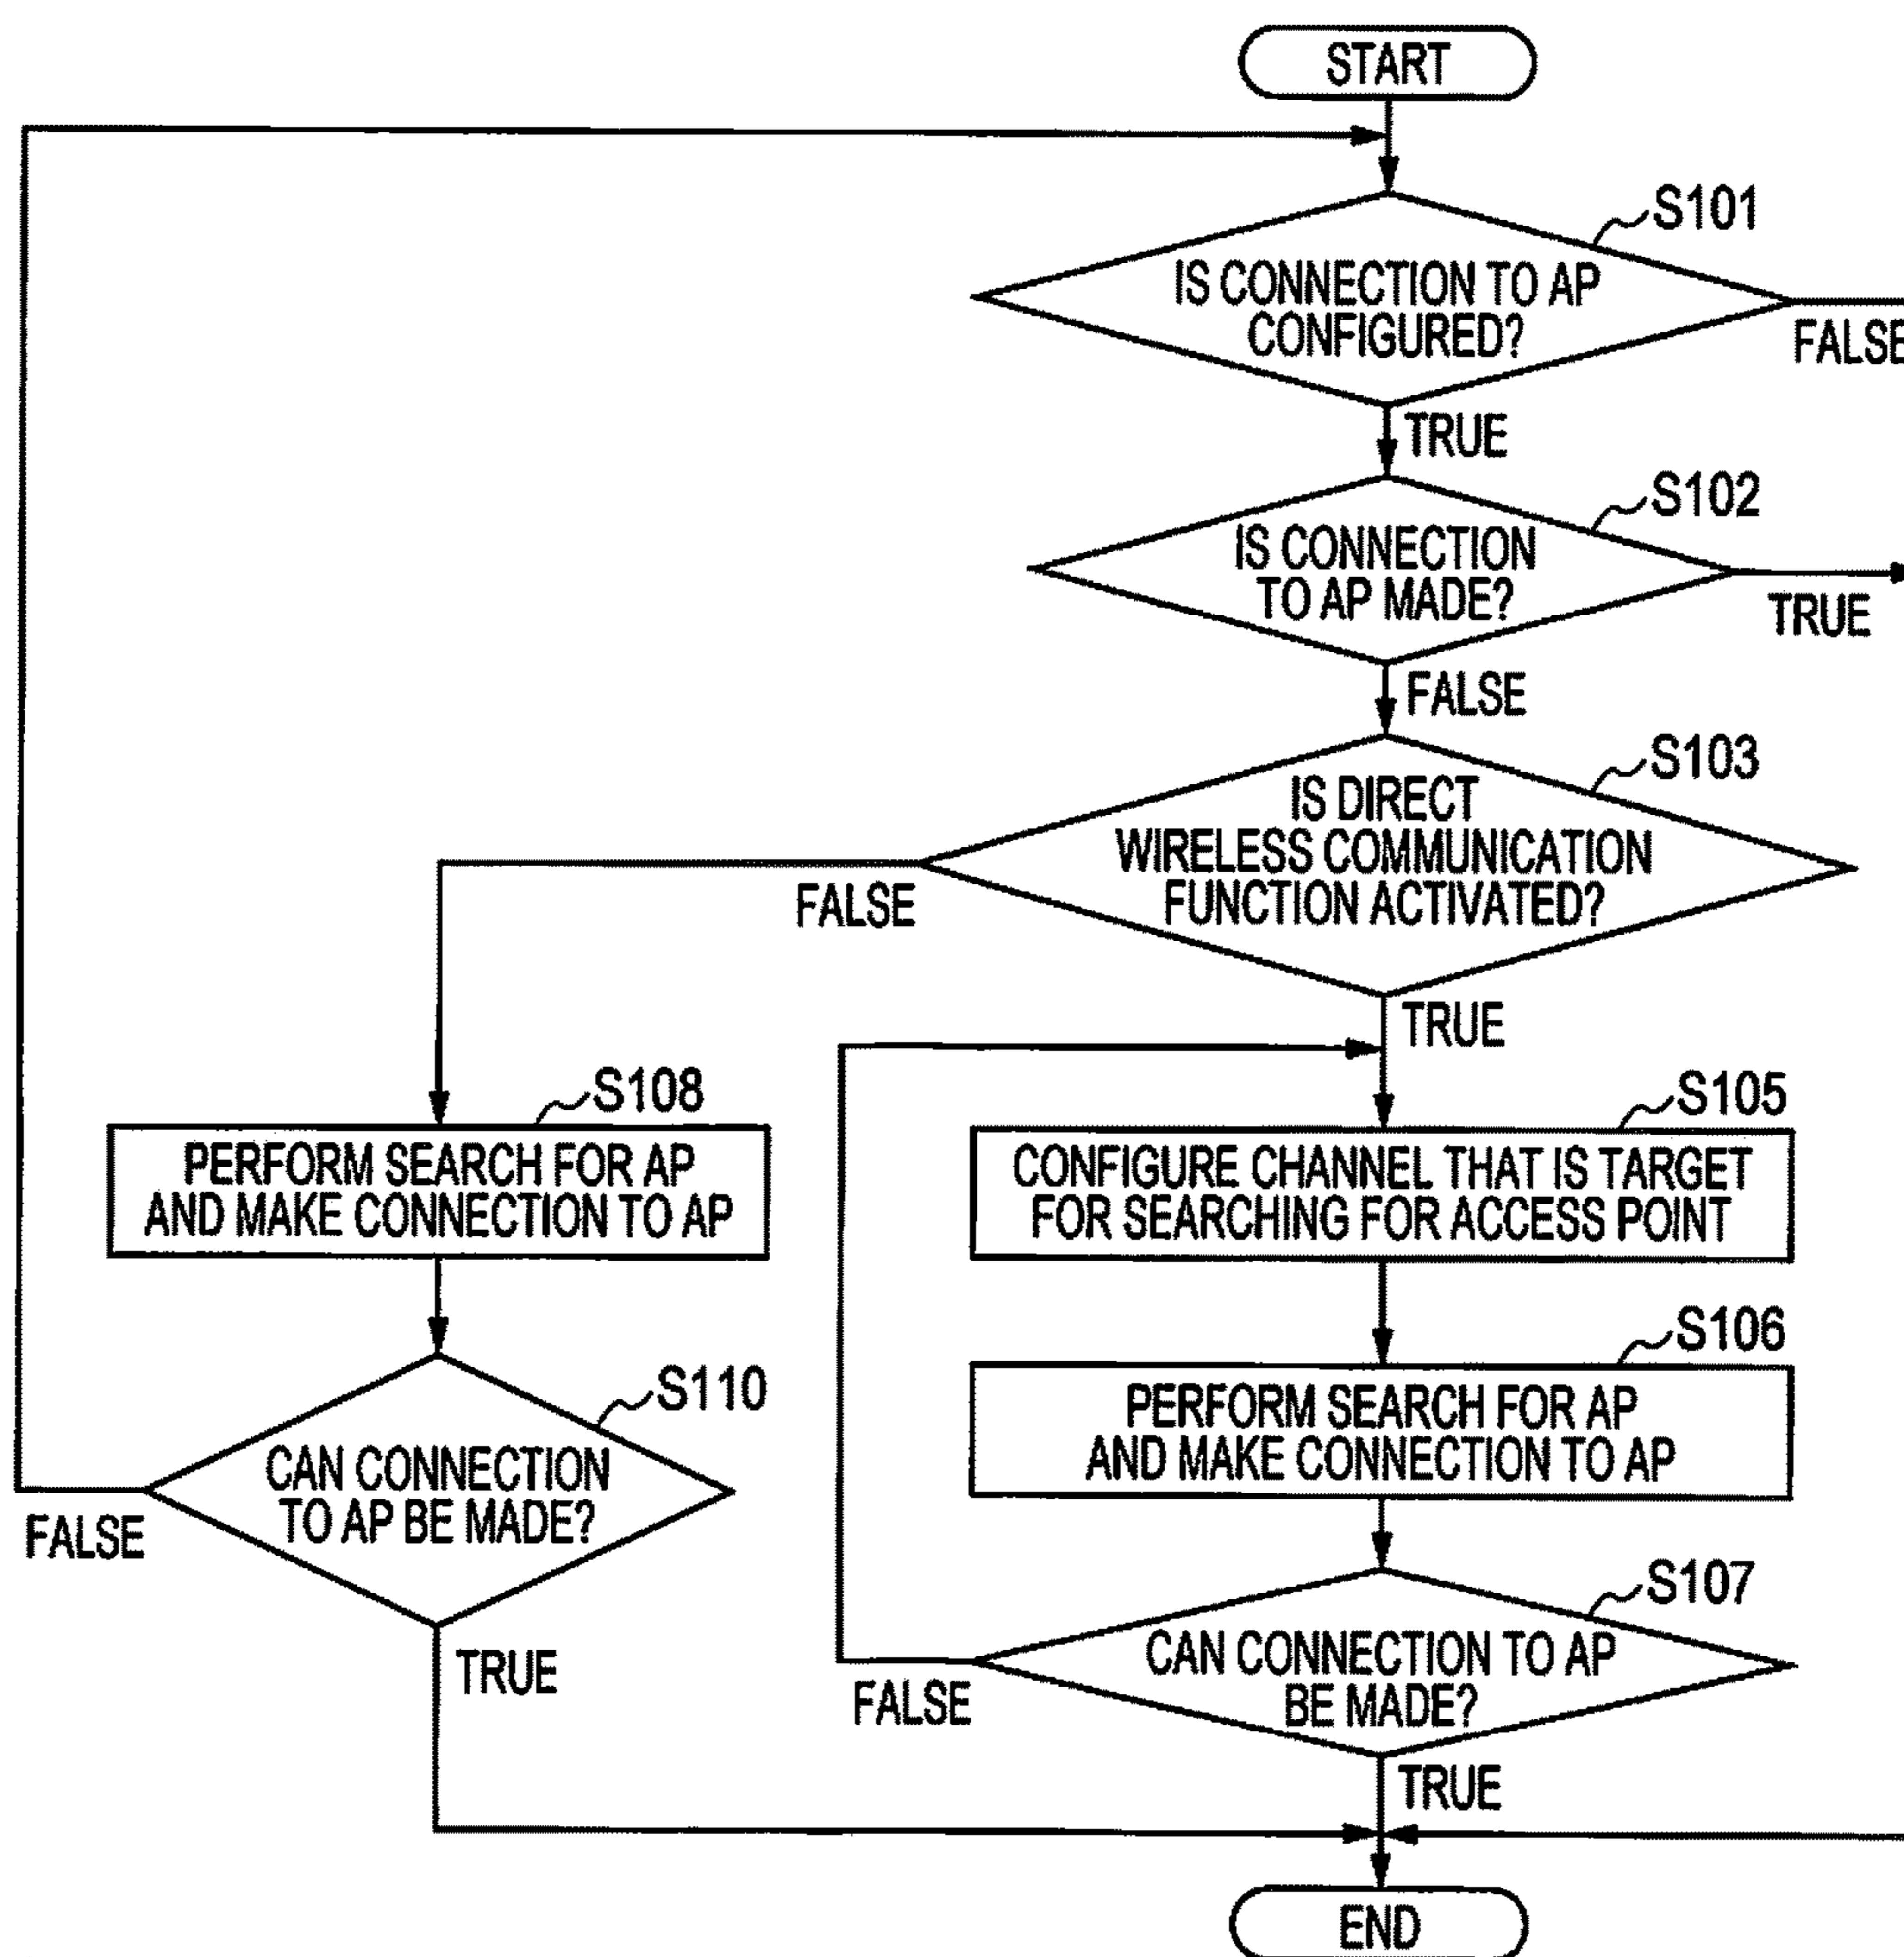 START
S101
IS CONNECTION TO AP
CONFIGURED?
FALSE
TRUE
S102
IS CONNECTION
TO AP MADE?
TRUE
FALSE
S103
IS DIRECT
WIRELESS COMMUNICATION
FUNCTION ACTIVATED?
FALSE
TRUE
S108
PERFORM SEARCH FOR AP
AND MAKE CONNECTION TO AP
S105
CONFIGURE CHANNEL THAT IS TARGET
FOR SEARCHING FOR ACCESS POINT
S106
PERFORM SEARCH FOR AP
AND MAKE CONNECTION TO AP
S110
CAN CONNECTION
TO AP BE MADE?
FALSE
TRUE
S107
CAN CONNECTION TO AP
BE MADE?
FALSE
TRUE
END